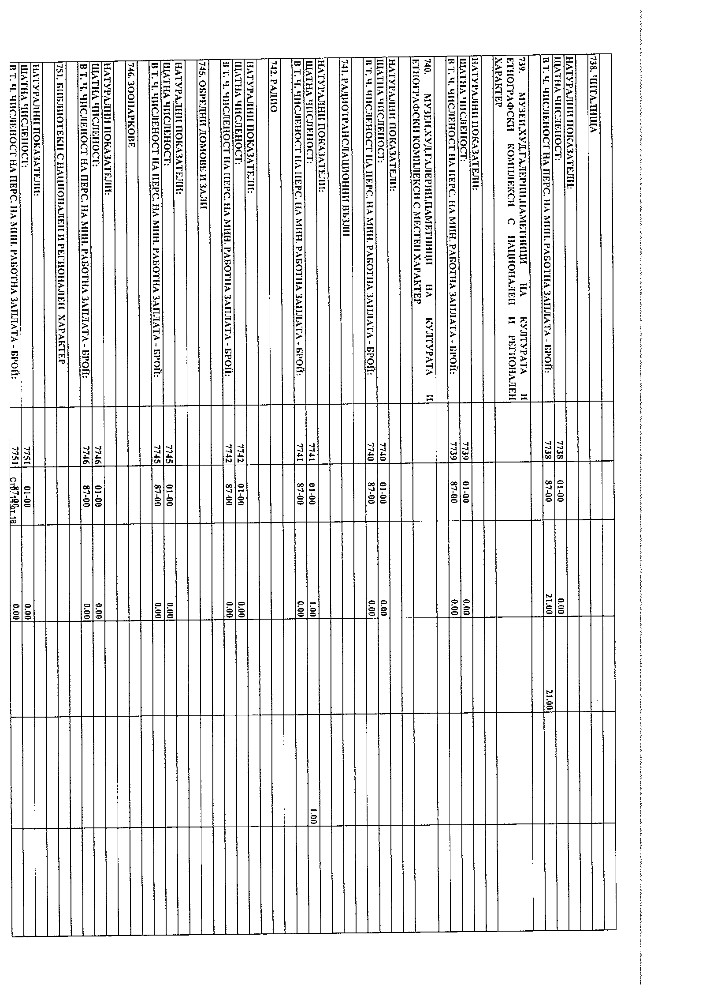 738. ЧИТАЛИЩА
НАТУРАЛНИ ПОКАЗАТЕЛИ:
ЩАТНА ЧИСЛЕНОСТ: 7738 01-00 0.00
В Т. Ч. ЧИСЛЕНОСТ НА ПЕРС. НА МИН. РАБОТНА ЗАПЛАТА - БРОЙ: 7738 87-00 21.00 21.00
739. МУЗЕИ,ХУД.ГАЛЕРИИ,ПАМЕТНИЦИ НА КУЛТУРАТА И
ЕТНОГРАФСКИ КОМПЛЕКСИ С НАЦИОНАЛЕН И РЕГИОНАЛЕН
ХАРАКТЕР
НАТУРАЛНИ ПОКАЗАТЕЛИ:
ЩАТНА ЧИСЛЕНОСТ: 7739 01-00 0.00
В Т. Ч. ЧИСЛЕНОСТ НА ПЕРС. НА МИН. РАБОТНА ЗАПЛАТА - БРОЙ: 7739 87-00 0.00
740. МУЗЕИ,ХУД.ГАЛЕРИИ,ПАМЕТНИЦИ НА КУЛТУРАТА И
ЕТНОГРАФСКИ КОМПЛЕКСИ С МЕСТЕН ХАРАКТЕР
НАТУРАЛНИ ПОКАЗАТЕЛИ:
ЩАТНА ЧИСЛЕНОСТ: 7740 01-00 0.00
В Т. Ч. ЧИСЛЕНОСТ НА ПЕРС. НА МИН. РАБОТНА ЗАПЛАТА - БРОЙ: 7740 87-00 0.00
741. РАДИОТРАНСЛАЦИОННИ ВЪЗЛИ
НАТУРАЛНИ ПОКАЗАТЕЛИ:
ЩАТНА ЧИСЛЕНОСТ: 7741 01-00 1.00 1.00
В Т. Ч. ЧИСЛЕНОСТ НА ПЕРС. НА МИН. РАБОТНА ЗАПЛАТА - БРОЙ: 7741 87-00 0.00
742. РАДИО
НАТУРАЛНИ ПОКАЗАТЕЛИ:
ЩАТНА ЧИСЛЕНОСТ: 7742 01-00 0.00
В Т. Ч. ЧИСЛЕНОСТ НА ПЕРС. НА МИН. РАБОТНА ЗАПЛАТА - БРОЙ: 7742 87-00 0.00
745. ОБРЕДНИ ДОМОВЕ И ЗАЛИ
НАТУРАЛНИ ПОКАЗАТЕЛИ:
ЩАТНА ЧИСЛЕНОСТ: 7745 01-00 0.00
В Т. Ч. ЧИСЛЕНОСТ НА ПЕРС. НА МИН. РАБОТНА ЗАПЛАТА - БРОЙ: 7745 87-00 0.00
746. ЗООПАРКОВЕ
НАТУРАЛНИ ПОКАЗАТЕЛИ:
ЩАТНА ЧИСЛЕНОСТ: 7746 01-00 0.00
В Т. Ч. ЧИСЛЕНОСТ НА ПЕРС. НА МИН. РАБОТНА ЗАПЛАТА - БРОЙ: 7746 87-00 0.00
751. БИБЛИОТЕКИ С НАЦИОНАЛЕН И РЕГИОНАЛЕН ХАРАКТЕР
НАТУРАЛНИ ПОКАЗАТЕЛИ:
ЩАТНА ЧИСЛЕНОСТ: 7751 01-00 0.00
В Т. Ч. ЧИСЛЕНОСТ НА ПЕРС. НА МИН. РАБОТНА ЗАПЛАТА - БРОЙ: 7751 87-00 0.00
от 18